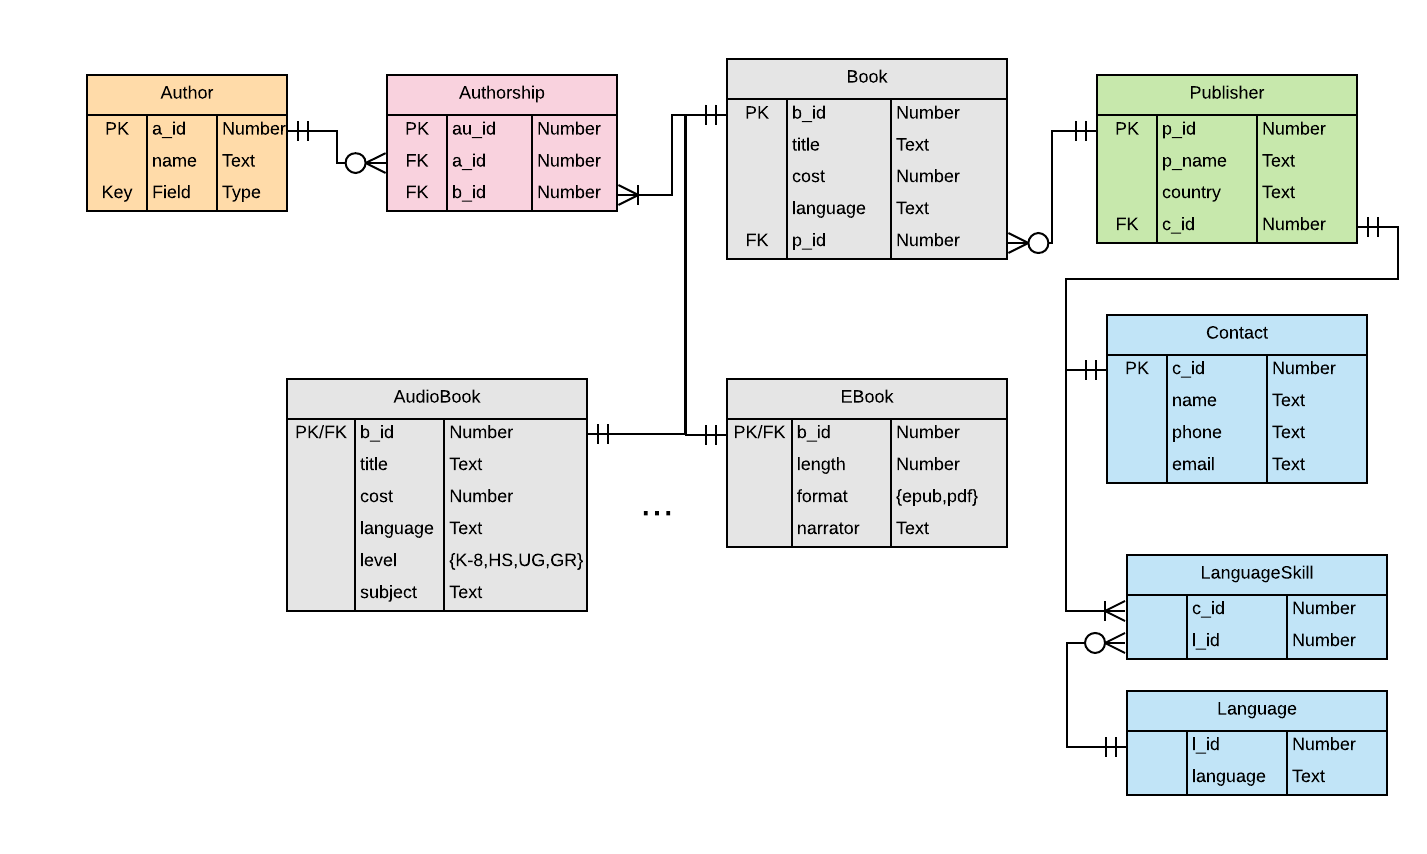 Author
PK a_id Number
name Text
Key Field Type
Authorship
PK au_id Number
FK a_id Number
FK b_id Number
Book
PK b_id Number
title Text
cost Number
language Text
FK p_id Number
Publisher
PK p_id Number
p_name Text
country Text
FK c_id Number
Contact
PK c_id Number
name Text
phone Text
email Text
AudioBook
PK/FK b_id Number
title Text
cost Number
language Text
level {K-8,HS,UG,GR}
subject Text
...
EBook
PK/FK b_id Number
length Number
format {epub,pdf}
narrator Text
LanguageSkill
c_id Number
l_id Number
Language
l_id Number
language Text